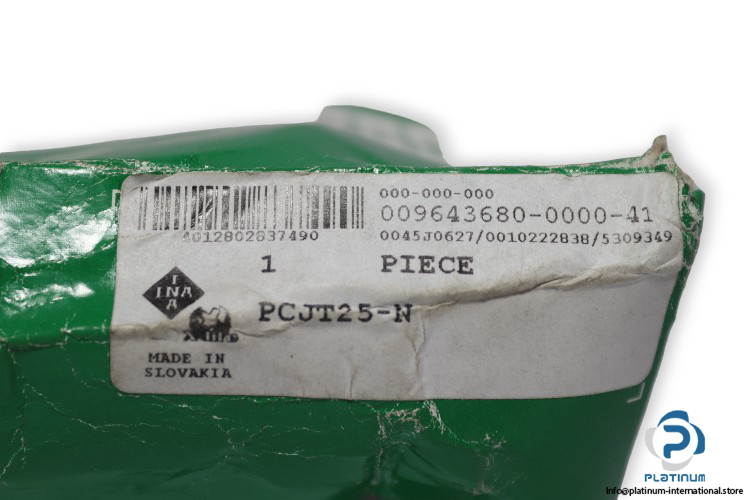 000-000-000
009643680-0000-41
4012802837490
0045J0627/0010222838/5309349
1 PIECE
INA
PCJT25-N
MADE IN
SLOVAKIA
PLATINUM
Info@platinum-international.store